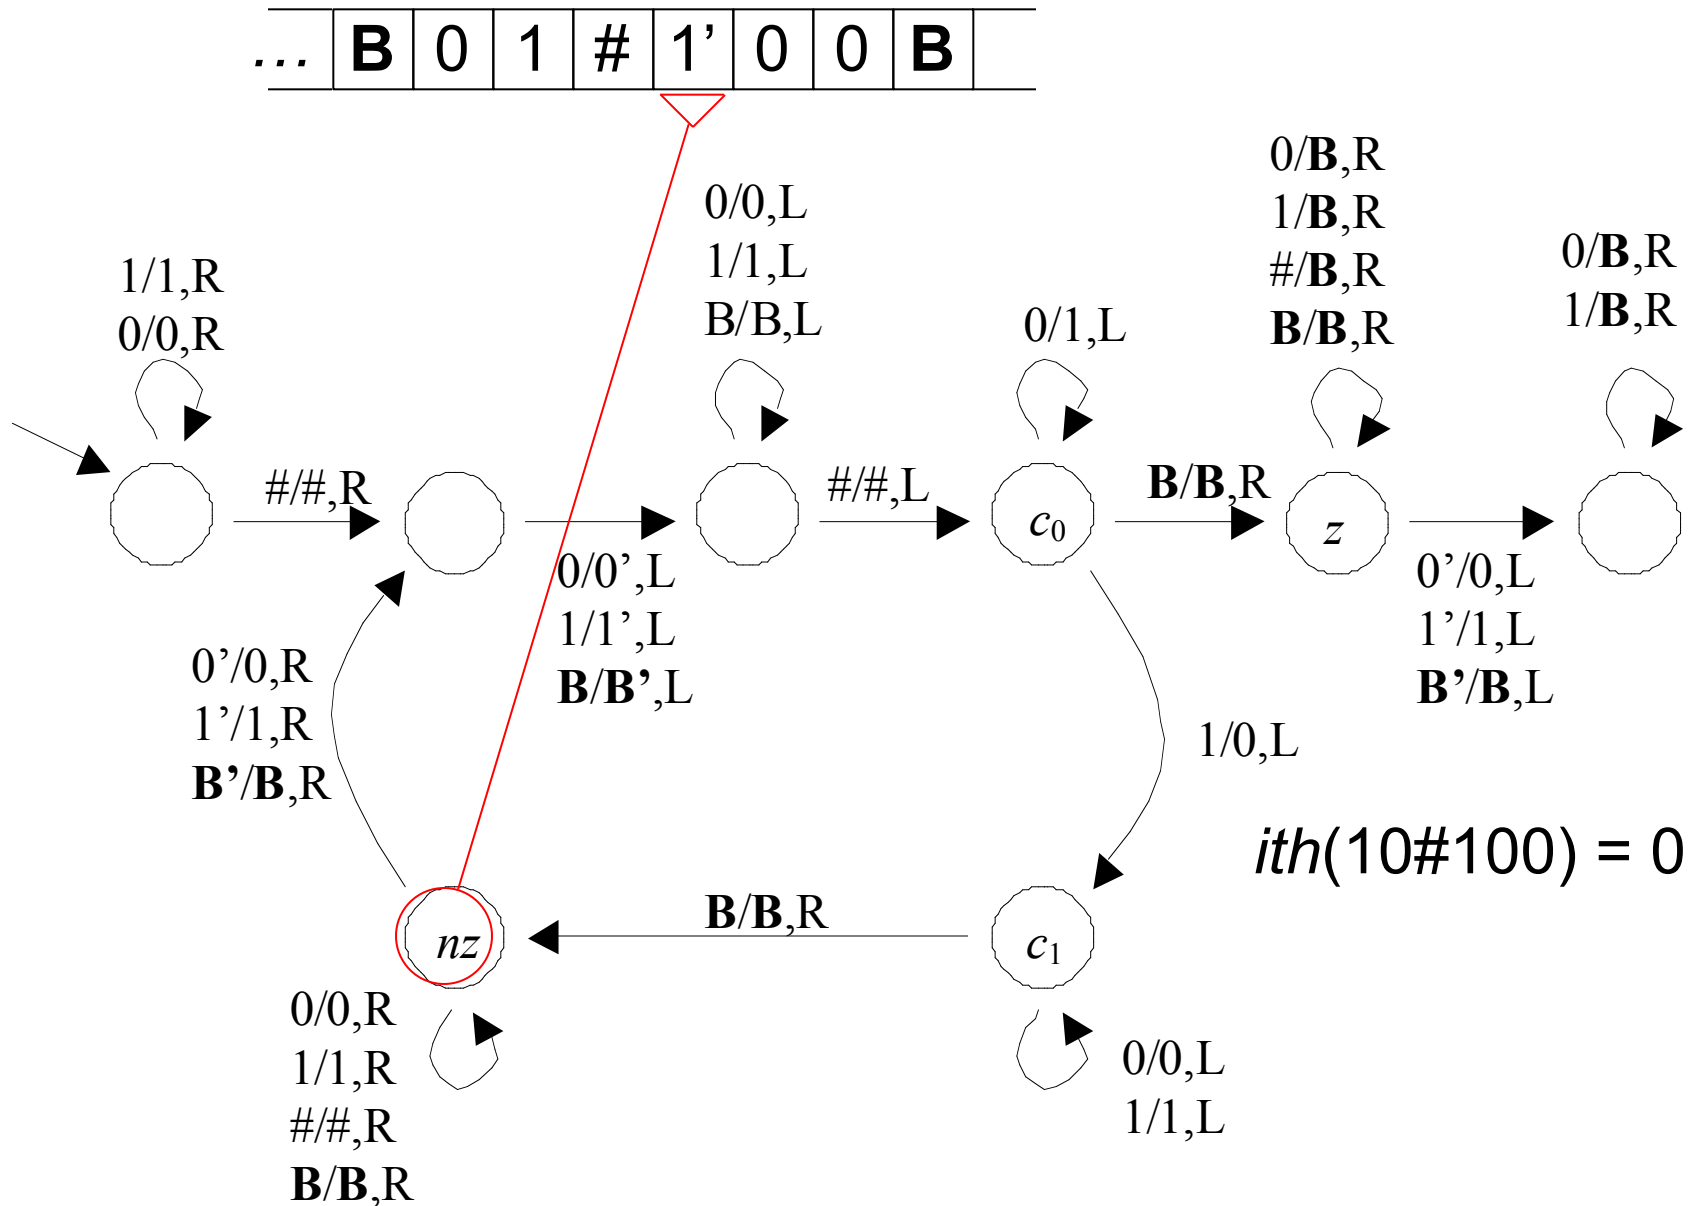 ... B 0 1 # 1’ 0 0 B
0/B,R
1/B,R
#/B,R
B/B,R
0/0,L
1/1,L
B/B,L
0/B,R
1/B,R
1/1,R
0/0,R
0/1,L
#/#,R
#/#,L
B/B,R
c0
z
0/0’,L
1/1’,L
B/B’,L
0’/0,L
1’/1,L
B’/B,L
0’/0,R
1’/1,R
B’/B,R
1/0,L
ith(10#100) = 0
B/B,R
nz
c1
0/0,R
1/1,R
#/#,R
B/B,R
0/0,L
1/1,L